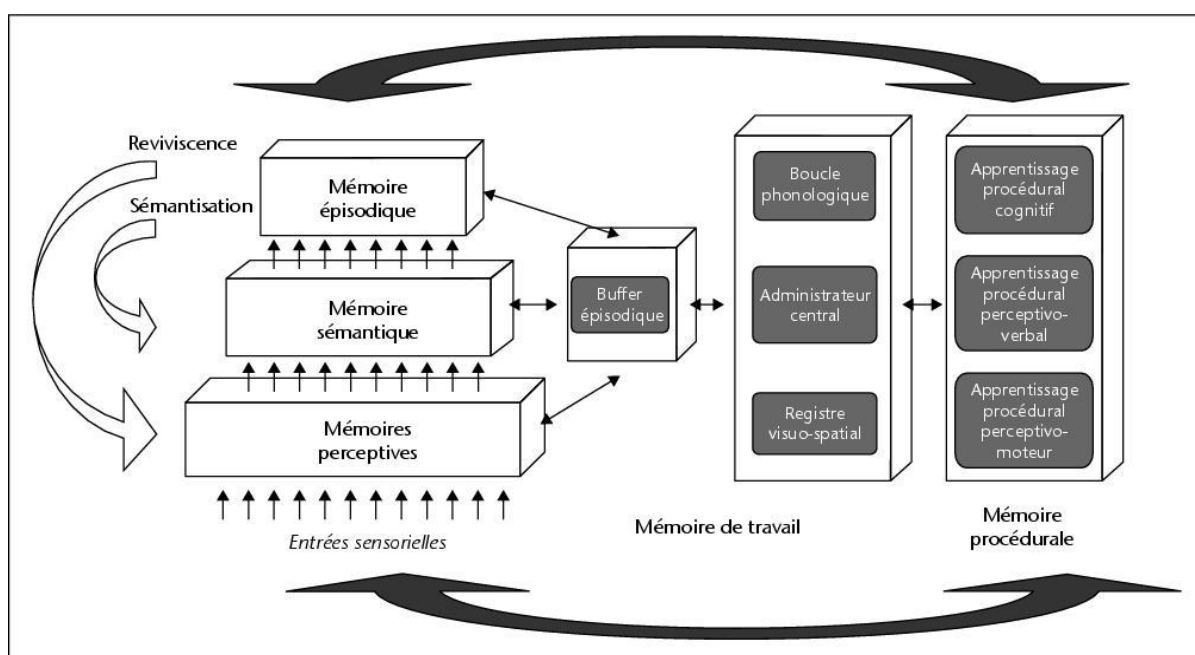 Reviviscence
Sémantisation
Mémoire
épisodique
Mémoire
sémantique
Mémoires
perceptives
Entrées sensorielles
Buffer
épisodique
Boucle
phonologique
Administrateur
central
Registre
visuo-spatial
Mémoire de travail
Apprentissage
procédural
cognitif
Apprentissage
procédural
perceptivo-
verbal
Apprentissage
procédural
perceptivo-
moteur
Mémoire
procédurale